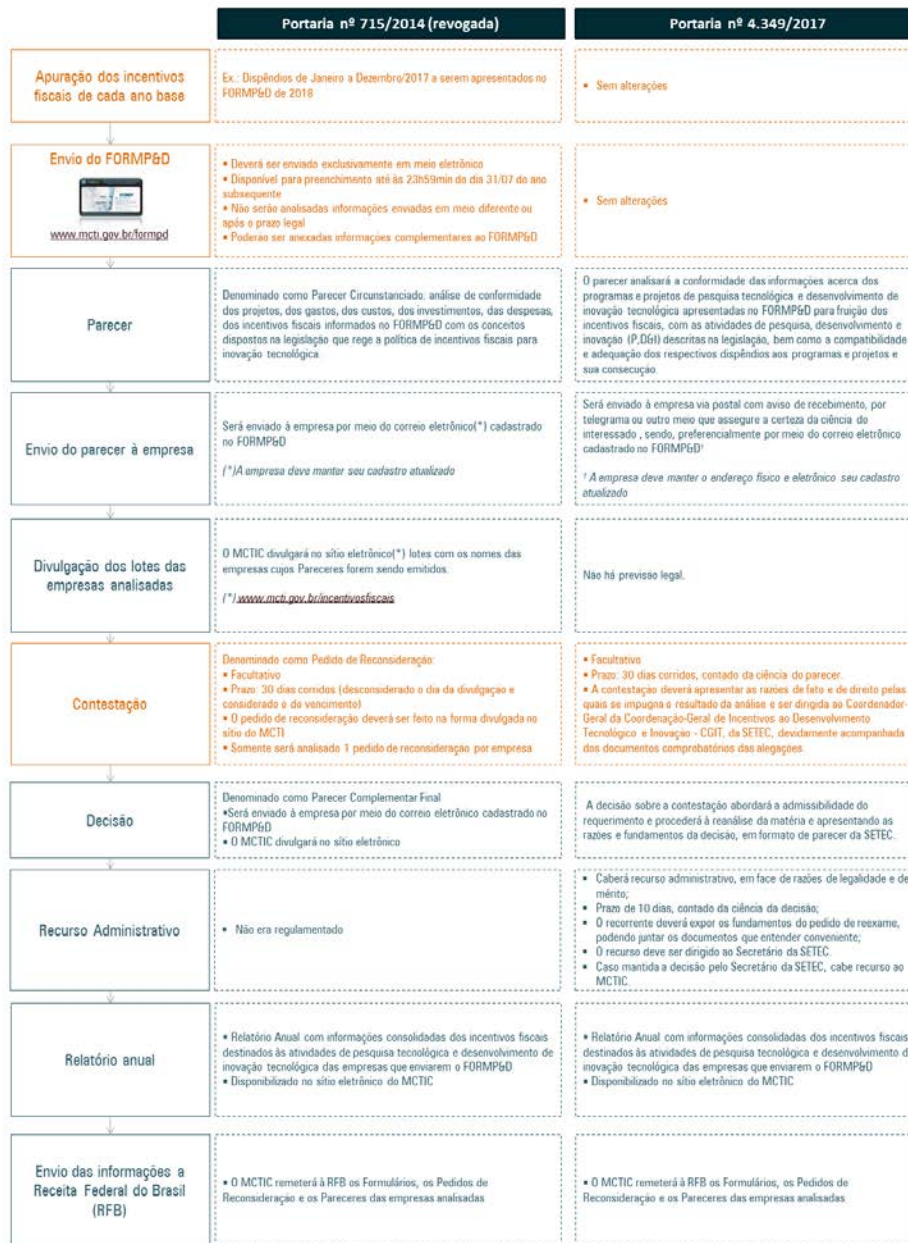 Portaria nº 715/2014 (revogada)
Portaria nº 4.349/2017
Apuração dos incentivos
fiscais de cada ano base
Ex.: Dispêndios de Janeiro a Dezembro/2017 a serem apresentados no
FORMP&D de 2018
▪ Sem alterações
Envio do FORMP&D
www.mcti.gov.br/formpd
▪ Deverá ser enviado exclusivamente em meio eletrônico
▪ Disponível para preenchimento até às 23h59min do dia 31/07 do ano
subsequente
▪ Não serão analisadas informações enviadas em meio diferente ou
após o prazo legal
▪ Poderão ser anexadas informações complementares ao FORMP&D
▪ Sem alterações
Parecer
Denominado como Parecer Circunstanciado: análise de conformidade
dos projetos, dos gastos, dos custos, dos investimentos, das despesas,
dos incentivos fiscais informados no FORMP&D com os conceitos
dispostos na legislação que rege a política de incentivos fiscais para
inovação tecnológica
O parecer analisará a conformidade das informações acerca dos
programas e projetos de pesquisa tecnológica e desenvolvimento de
inovação tecnológica apresentadas no FORMP&D para fruição dos
incentivos fiscais, com as atividades de pesquisa, desenvolvimento e
inovação (P,D&I) descritas na legislação, bem como a compatibilidade
e adequação dos respectivos dispêndios aos programas e projetos e
sua consecução.
Envio do parecer à empresa
Será enviado à empresa por meio do correio eletrônico(*) cadastrado
no FORMP&D
(*)A empresa deve manter seu cadastro atualizado
Será enviado à empresa via postal com aviso de recebimento, por
telegrama ou outro meio que assegure a certeza da ciência do
interessado , sendo, preferencialmente por meio do correio eletrônico
cadastrado no FORMP&D¹
¹ A empresa deve manter o endereço físico e eletrônico seu cadastro
atualizado
Divulgação dos lotes das
empresas analisadas
O MCTIC divulgará no sítio eletrônico(*) lotes com os nomes das
empresas cujos Pareceres forem sendo emitidos.
(*) www.mcti.gov.br/incentivosfiscais
Não há previsão legal.
Contestação
Denominado como Pedido de Reconsideração:
▪ Facultativo
▪ Prazo: 30 dias corridos (desconsiderado o dia da divulgação e
considerado o do vencimento)
▪ O pedido de reconsideração deverá ser feito na forma divulgada no
sítio do MCTI
▪ Somente será analisado 1 pedido de reconsideração por empresa
▪ Facultativo
▪ Prazo: 30 dias corridos, contado da ciência do parecer.
▪ A contestação deverá apresentar as razões de fato e de direito pelas
quais se impugna o resultado da análise e ser dirigida ao Coordenador-
Geral da Coordenação-Geral de Incentivos ao Desenvolvimento
Tecnológico e Inovação - CGIT, da SETEC, devidamente acompanhada
dos documentos comprobatórios das alegações
Decisão
Denominado como Parecer Complementar Final
▪Será enviado à empresa por meio do correio eletrônico cadastrado no
FORMP&D
▪ O MCTIC divulgará no sítio eletrônico
A decisão sobre a contestação abordará a admissibilidade do
requerimento e procederá à reanálise da matéria e apresentando as
razões e fundamentos da decisão, em formato de parecer da SETEC.
Recurso Administrativo
▪ Não era regulamentado
▪ Caberá recurso administrativo, em face de razões de legalidade e de
mérito;
▪ Prazo de 10 dias, contado da ciência da decisão;
▪ O recorrente deverá expor os fundamentos do pedido de reexame,
podendo juntar os documentos que entender conveniente;
▪ O recurso deve ser dirigido ao Secretário da SETEC
▪ Caso mantida a decisão pelo Secretário da SETEC, cabe recurso ao
MCTIC.
Relatório anual
▪ Relatório Anual com informações consolidadas dos incentivos fiscais
destinados às atividades de pesquisa tecnológica e desenvolvimento de
inovação tecnológica das empresas que enviarem o FORMP&D
▪ Disponibilizado no sítio eletrônico do MCTIC
▪ Relatório Anual com informações consolidadas dos incentivos fiscais
destinados às atividades de pesquisa tecnológica e desenvolvimento d
inovação tecnológica das empresas que enviarem o FORMP&D
▪ Disponibilizado no sítio eletrônico do MCTIC
Envio das informações a
Receita Federal do Brasil
(RFB)
▪ O MCTIC remeterá à RFB os Formulários, os Pedidos de
Reconsideração e os Pareceres das empresas analisadas
▪ O MCTIC remeterá à RFB os Formulários, os Pedidos de
Reconsideração e os Pareceres das empresas analisadas